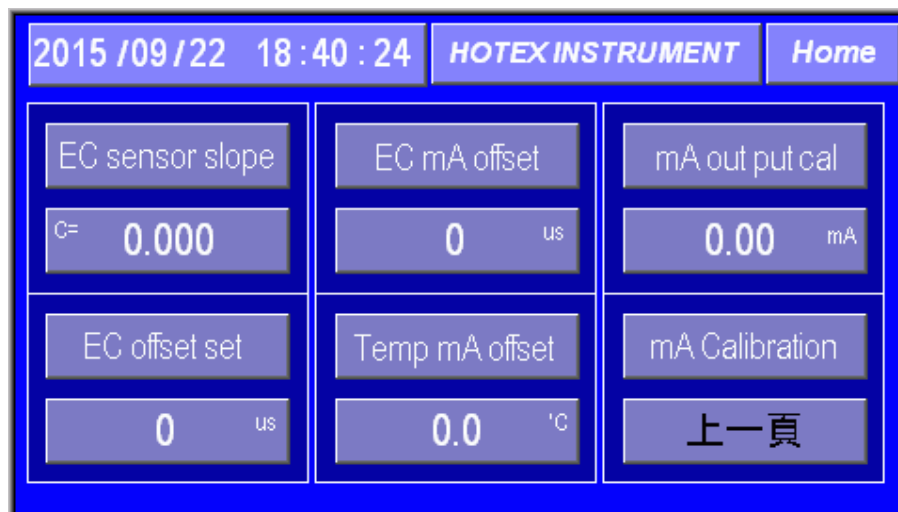 2015 /09/22 18:40:24 HOTEX INSTRUMENT Home
EC sensor slope EC mA offset mA out put cal
C= 0.000 0 us 0.00 mA
EC offset set Temp mA offset mA Calibration
0 us 0.0 'C 上一頁